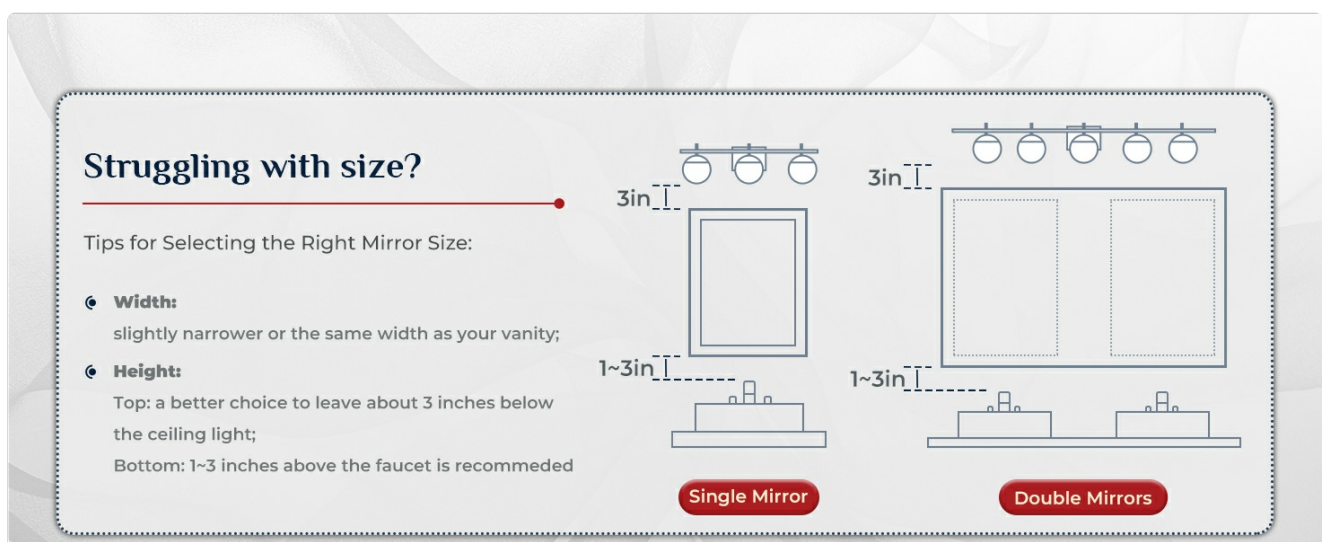 Struggling with size?
Tips for Selecting the Right Mirror Size:
Width:
slightly narrower or the same width as your vanity;
Height:
Top: a better choice to leave about 3 inches below
the ceiling light;
Bottom: 1~3 inches above the faucet is recommeded
3in
1~3in
Single Mirror
3in
1~3in
Double Mirrors